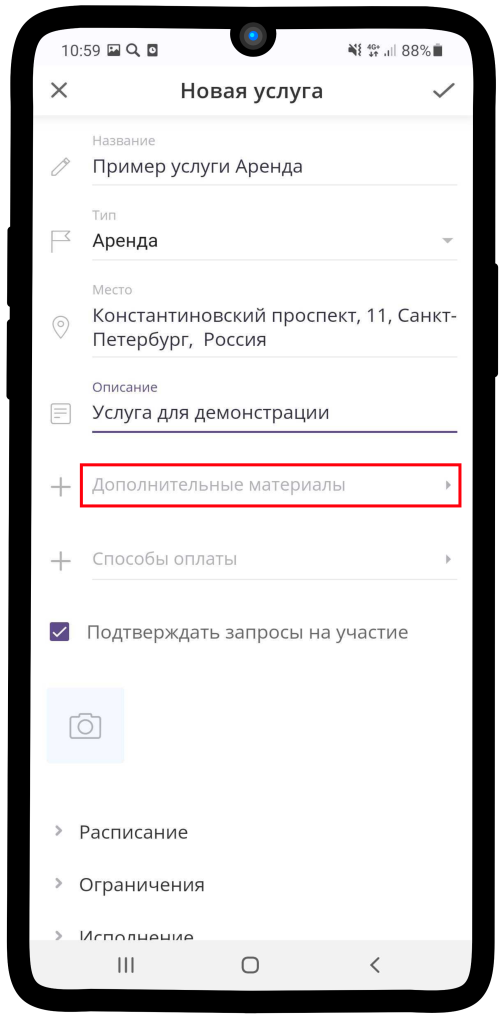 10:59 4G+ 88%
Новая услуга
Название
Пример услуги Аренда
Тип
Аренда
Место
Константиновский проспект, 11, Санкт-
Петербург, Россия
Описание
Услуга для демонстрации
Дополнительные материалы
Способы оплаты
Подтверждать запросы на участие
Расписание
Ограничения
Исполнение